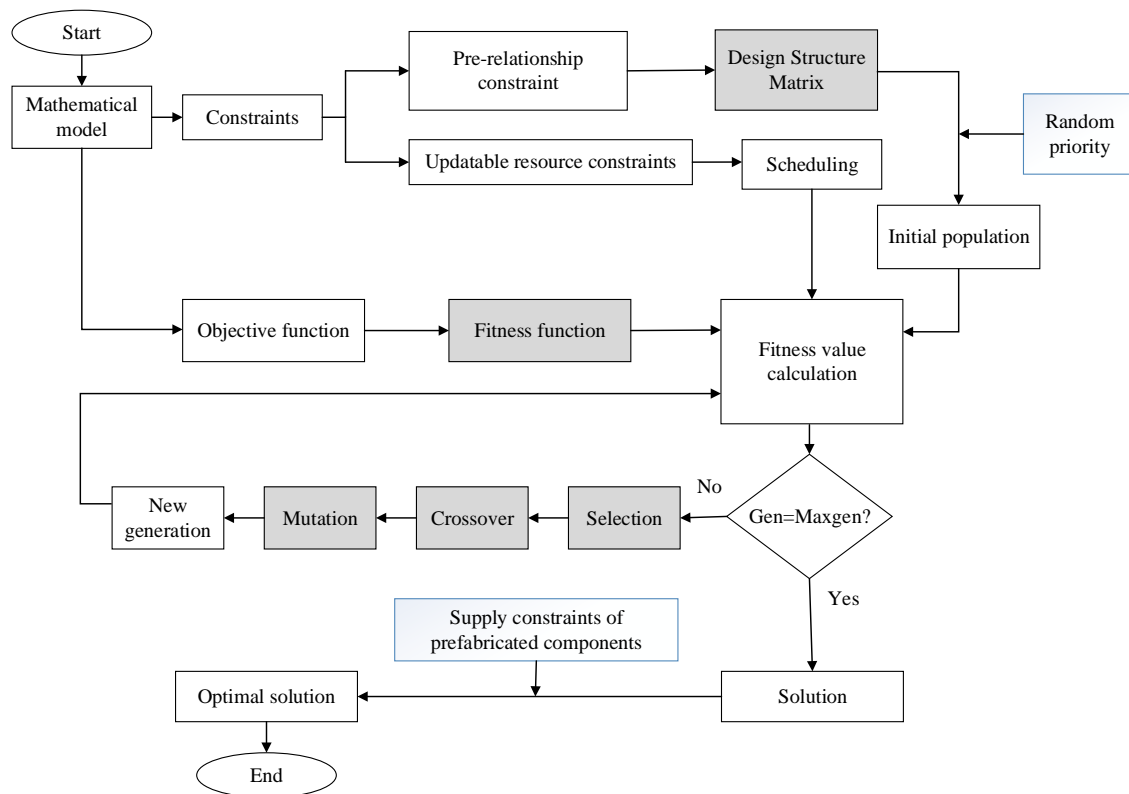 Start
Mathematical
model
Constraints
Pre-relationship
constraint
Design Structure
Matrix
Random
priority
Updatable resource constraints
Scheduling
Initial population
Objective function
Fitness function
Fitness value
calculation
New
generation
Mutation
Crossover
Selection
No
Gen=Maxgen?
Yes
Supply constraints of
prefabricated components
Optimal solution
Solution
End